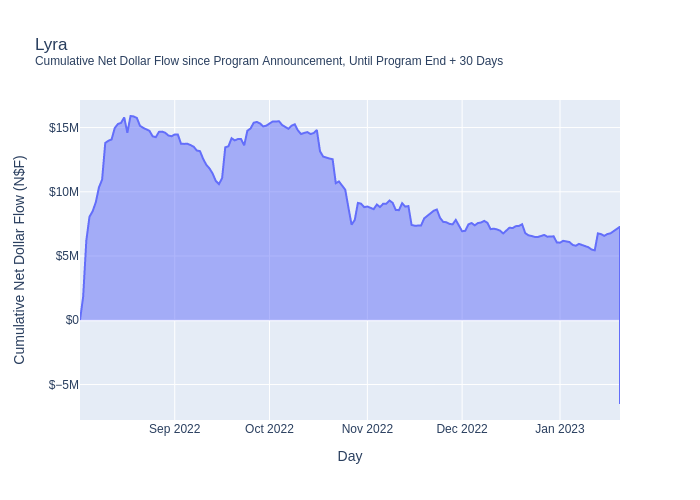 Lyra
Cumulative Net Dollar Flow since Program Announcement, Until Program End + 30 Days
Cumulative Net Dollar Flow (N$F)
$15M
$10M
$5M
$0
$−5M
Sep 2022
Oct 2022
Nov 2022
Dec 2022
Jan 2023
Day